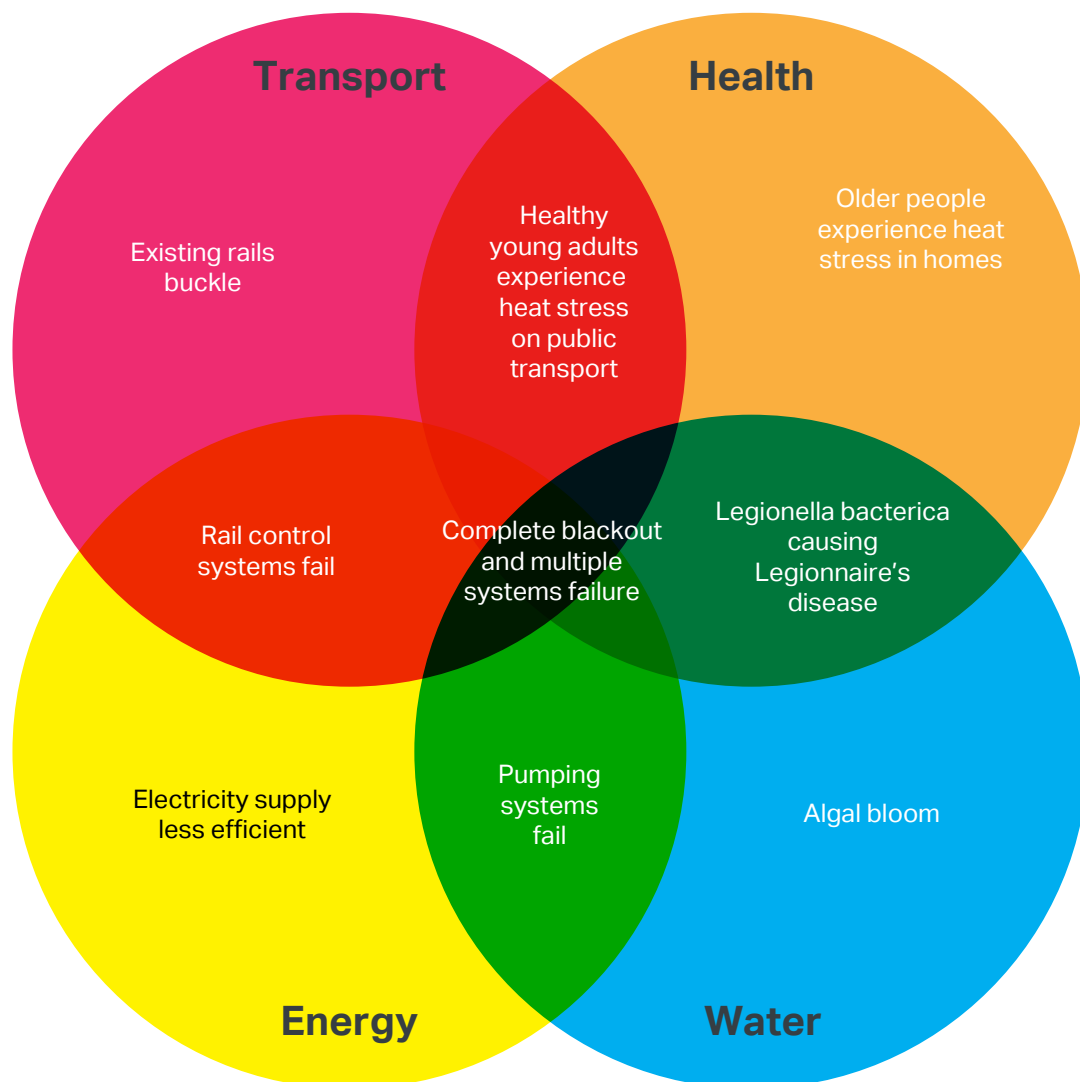 Transport
Health
Existing rails
buckle
Healthy
young adults
experience
heat stress
on public
transport
Older people
experience heat
stress in homes
Rail control
systems fail
Complete blackout
and multiple
systems failure
Legionella bacterica
causing
Legionnaire’s
disease
Electricity supply
less efficient
Pumping
systems
fail
Algal bloom
Energy
Water